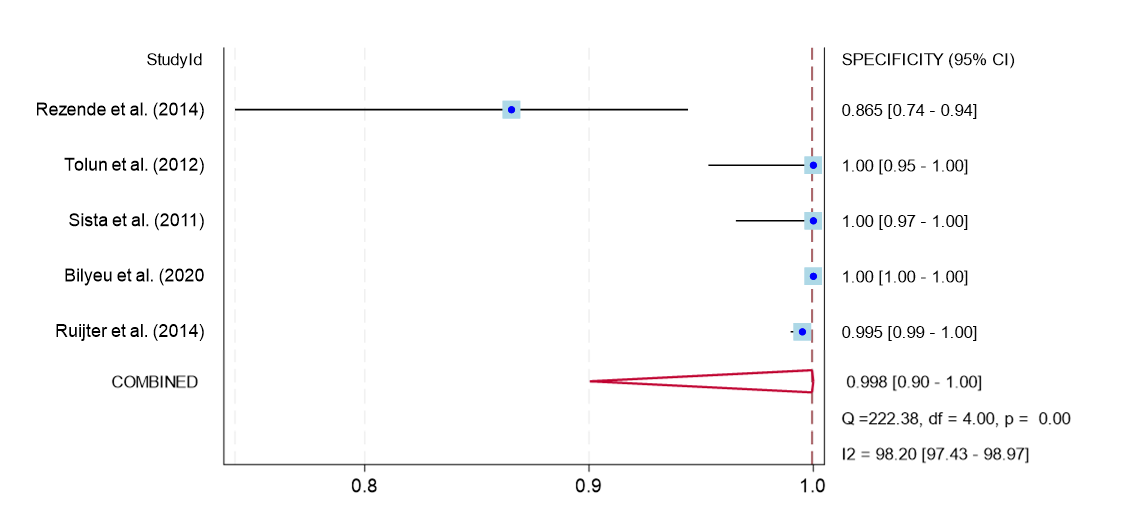 StudyId SPECIFICITY (95% CI)
Rezende et al. (2014) 0.865 [0.74 - 0.94]
Tolun et al. (2012) 1.00 [0.95 - 1.00]
Sista et al. (2011) 1.00 [0.97 - 1.00]
Bilyeu et al. (2020 1.00 [1.00 - 1.00]
Ruijter et al. (2014) 0.995 [0.99 - 1.00]
COMBINED 0.998 [0.90 - 1.00]
Q =222.38, df = 4.00, p = 0.00
I2 = 98.20 [97.43 - 98.97]
0.8 0.9 1.0